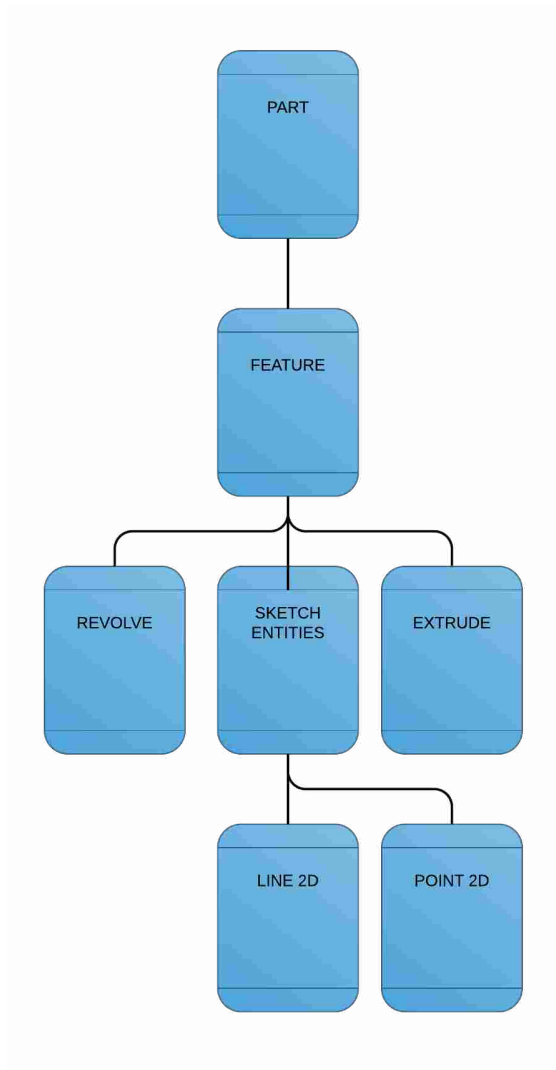 PART
FEATURE
REVOLVE
SKETCH
ENTITIES
EXTRUDE
LINE 2D
POINT 2D